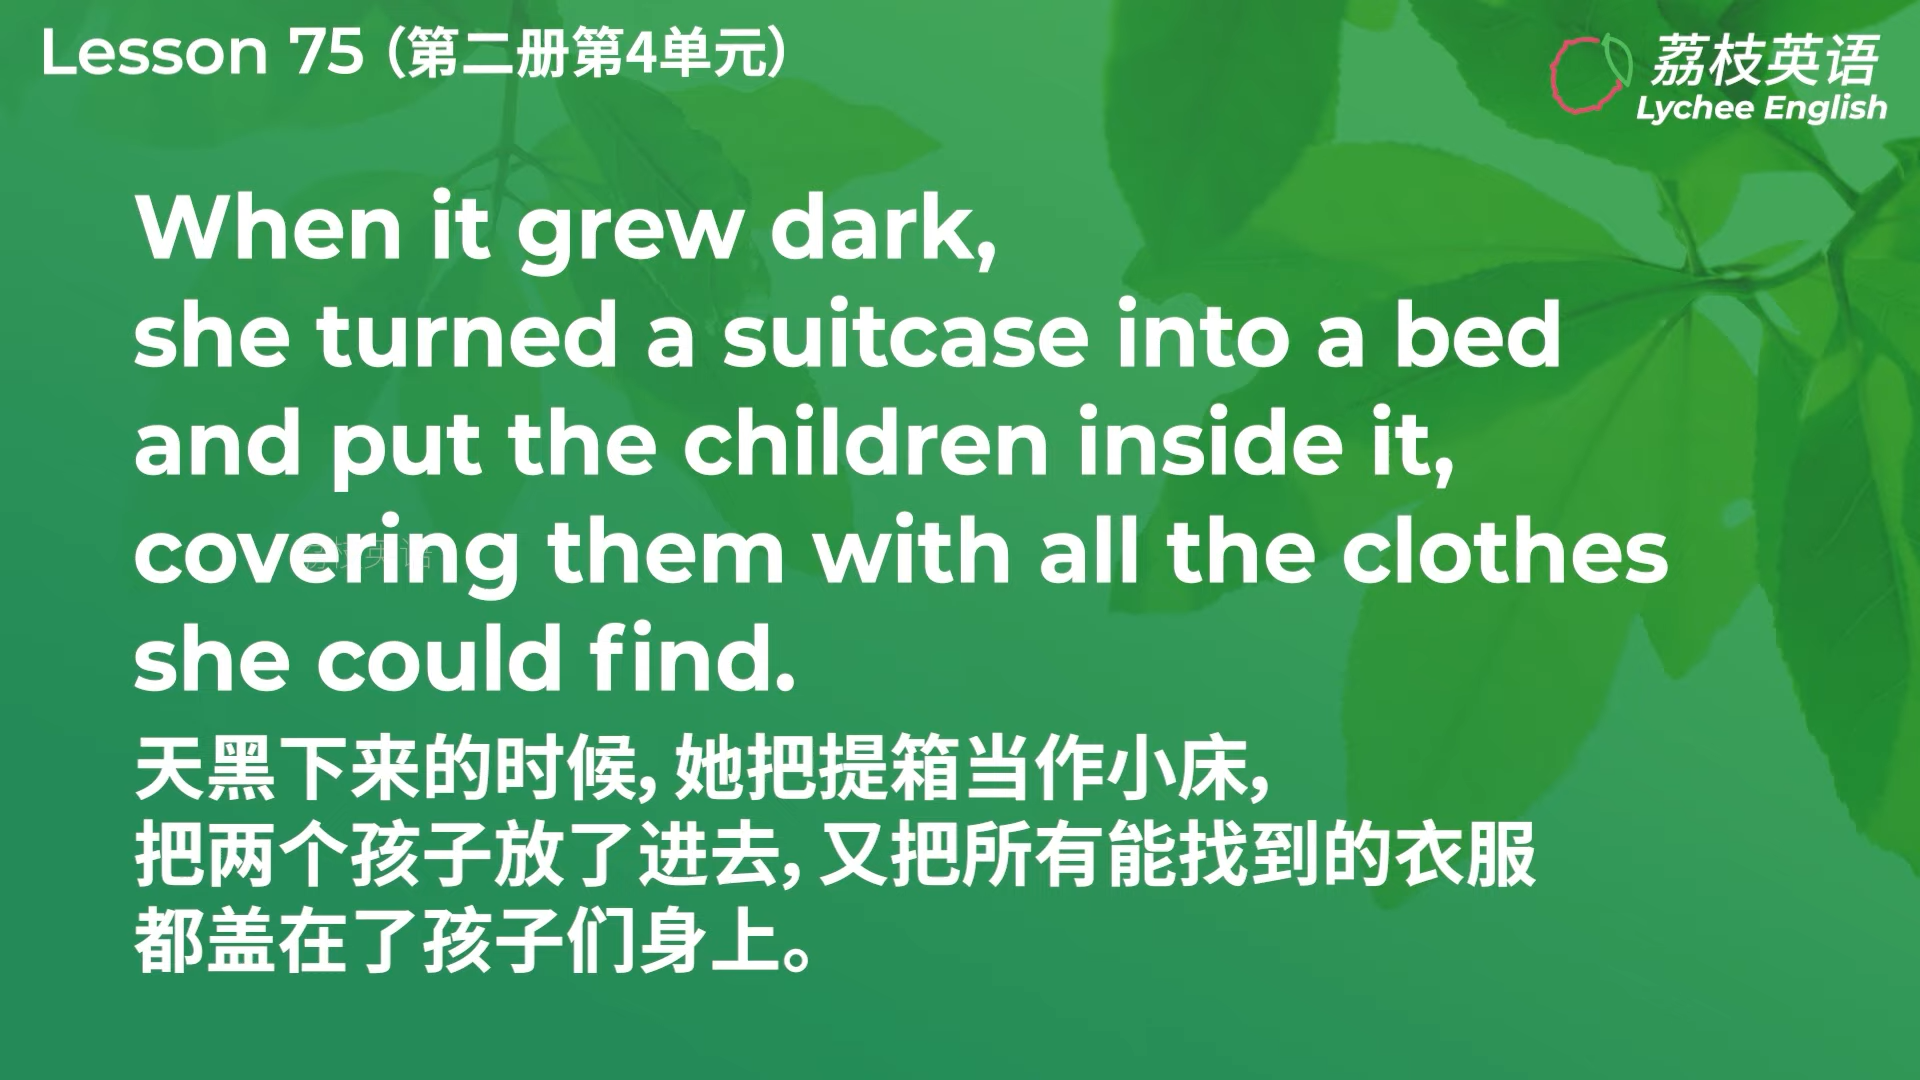 Lesson 75（第二册第4单元）
荔枝英语
Lychee English
When it grew dark,
she turned a suitcase into a bed
and put the children inside it,
covering them with all the clothes
荔枝英语
she could find.
天黑下来的时候, 她把提箱当作小床,
把两个孩子放了进去, 又把所有能找到的衣服
都盖在了孩子们身上。